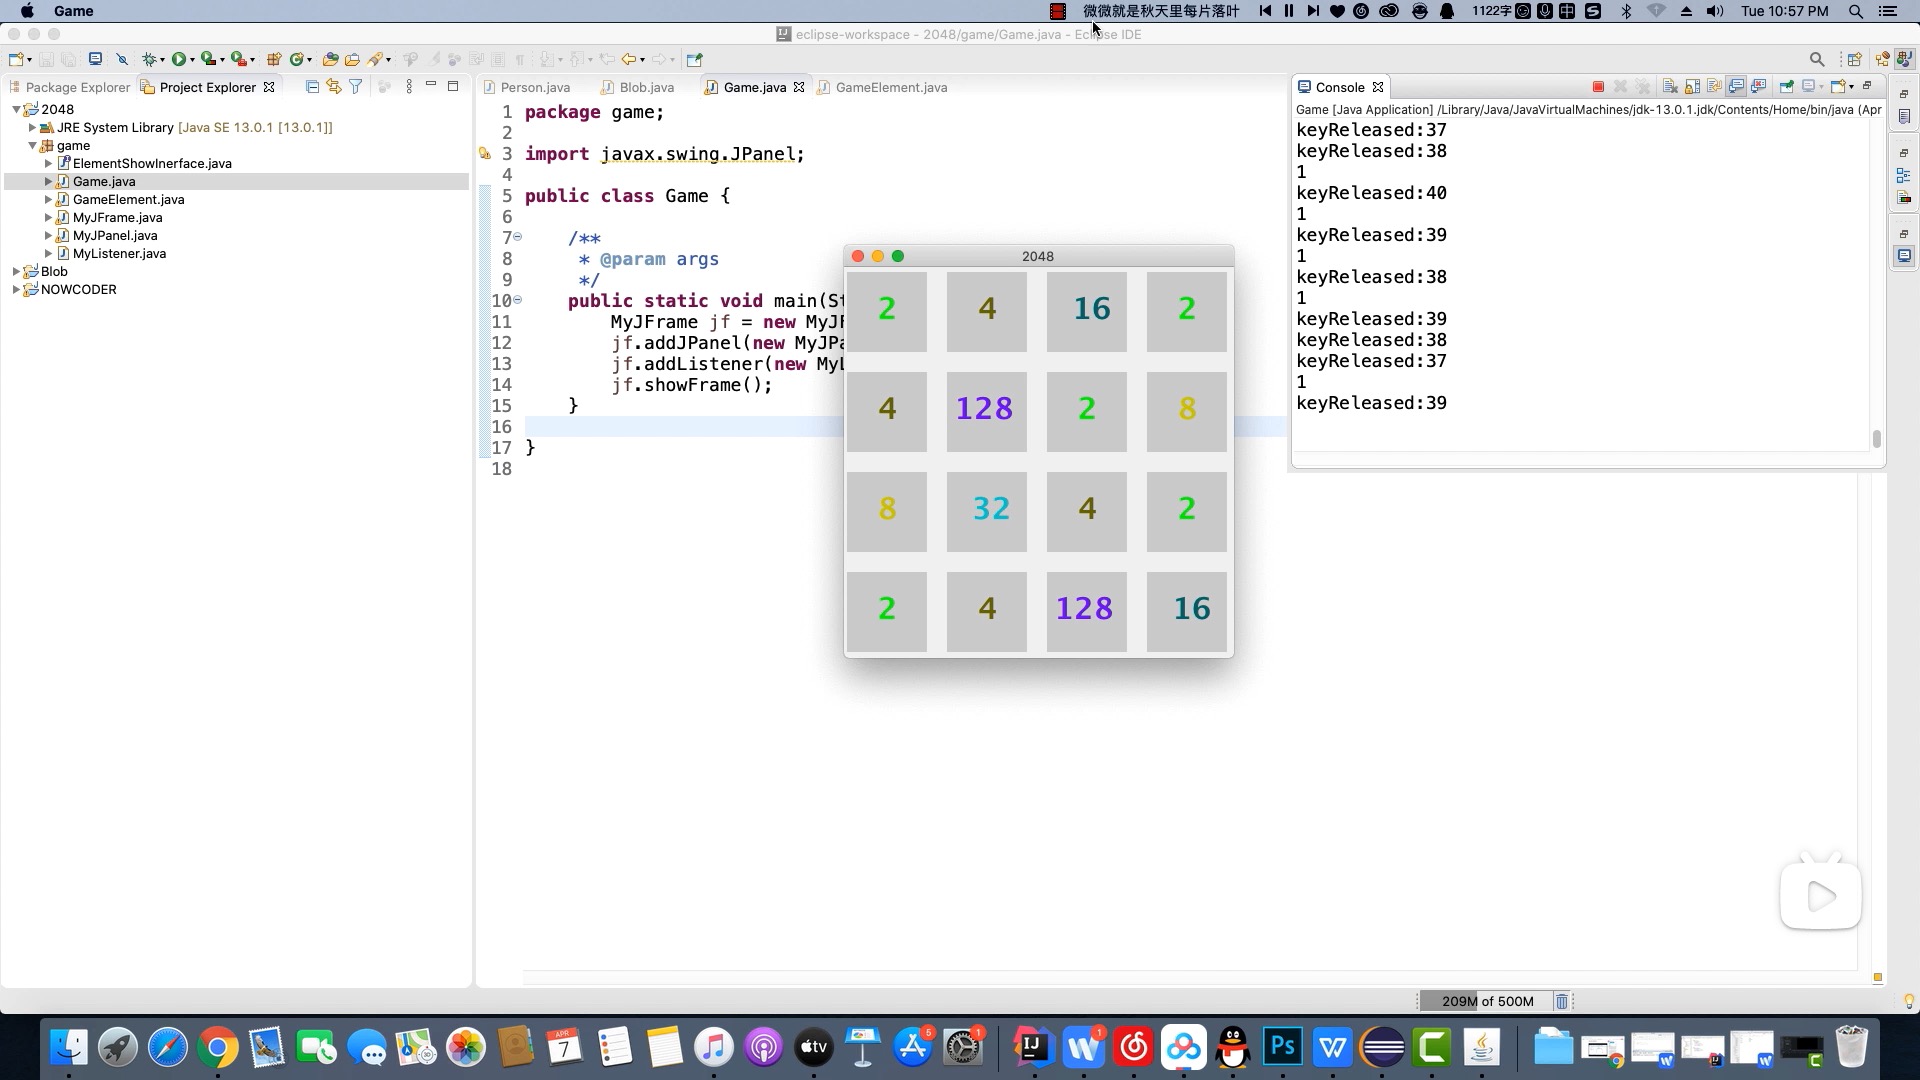 Game
微微就是秋天里每片落叶
1122字
中
Tue 10:57 PM
eclipse-workspace - 2048/game/Game.java - Eclipse IDE
Package Explorer
Project Explorer
2048
JRE System Library [Java SE 13.0.1 [13.0.1]]
game
ElementShowInerface.java
Game.java
GameElement.java
MyJFrame.java
MyJPanel.java
MyListener.java
Blob
NOWCODER
Person.java
Blob.java
Game.java
GameElement.java
1 package game;
2
3 import javax.swing.JPanel;
4
5 public class Game {
6
7 /**
8 * @param args
9 */
10 public static void main(St
11 MyJFrame jf = new MyJF
12 jf.addJPanel(new MyJPa
13 jf.addListener(new MyL
14 jf.showFrame();
15 }
16
17 }
18
2048
2 4 16 2
4 128 2 8
8 32 4 2
2 4 128 16
Console
Game [Java Application] /Library/Java/JavaVirtualMachines/jdk-13.0.1.jdk/Contents/Home/bin/java (Apr
keyReleased:37
keyReleased:38
1
keyReleased:40
1
keyReleased:39
1
keyReleased:38
1
keyReleased:39
keyReleased:38
keyReleased:37
1
keyReleased:39
209M of 500M
APR
7
tv
5
1
IJ
1
Ps